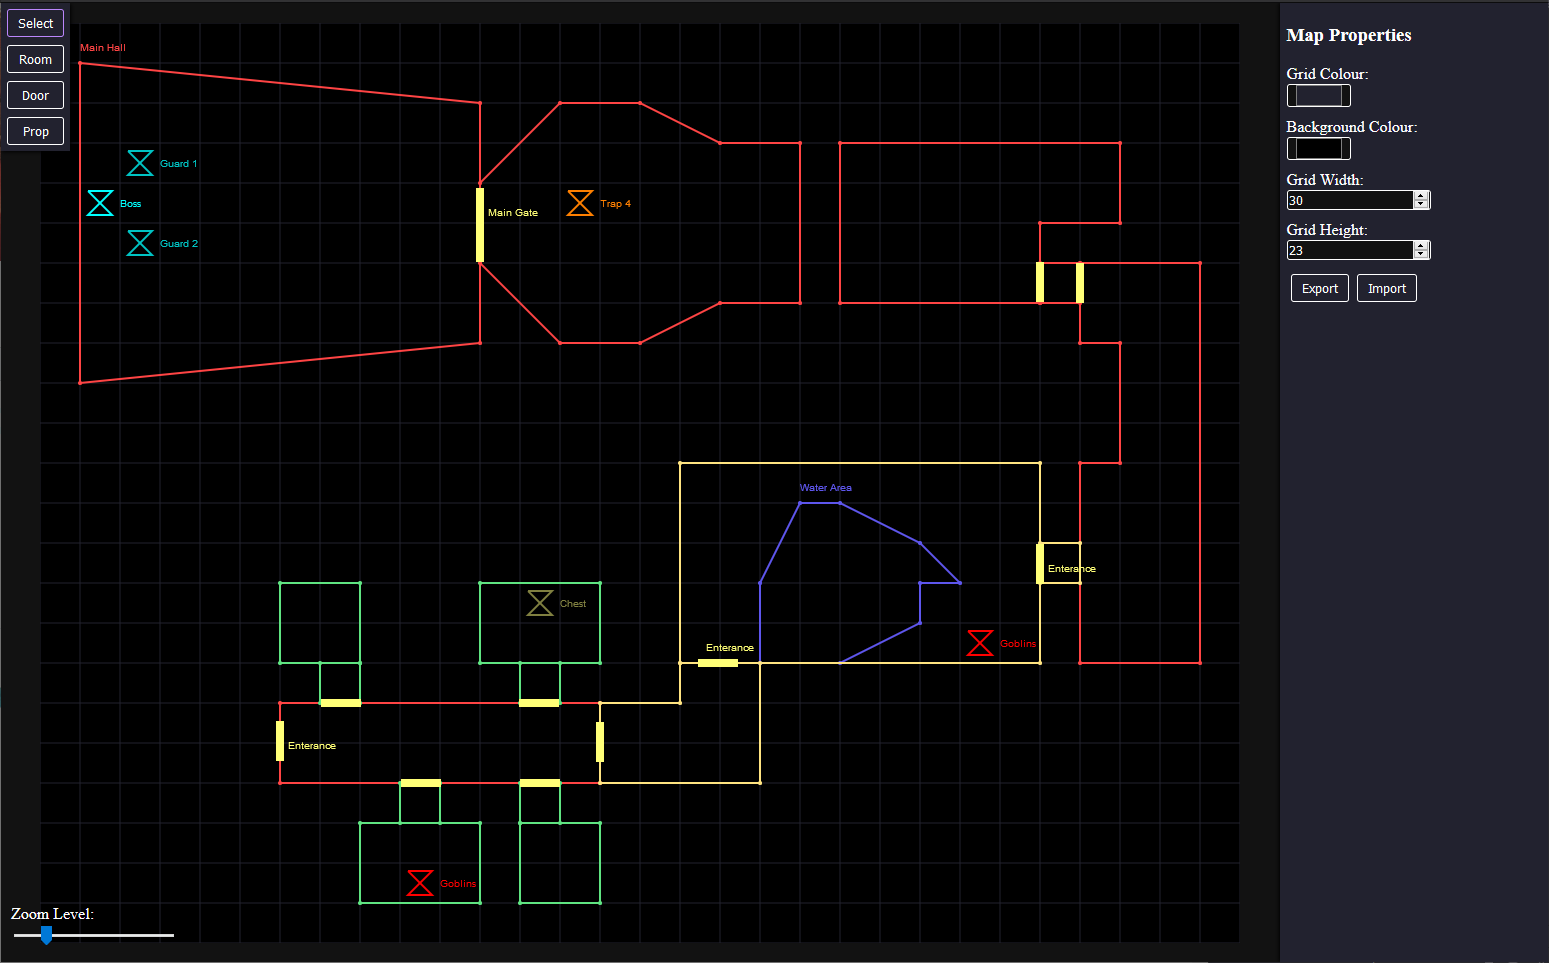 Select
Room
Door
Prop
Main Hall
Guard 1
Boss
Guard 2
Main Gate
Trap 4
Water Area
Enterance
Chest
Goblins
Enterance
Enterance
Goblins
Zoom Level:
Map Properties
Grid Colour:
Background Colour:
Grid Width:
30
Grid Height:
23
Export Import